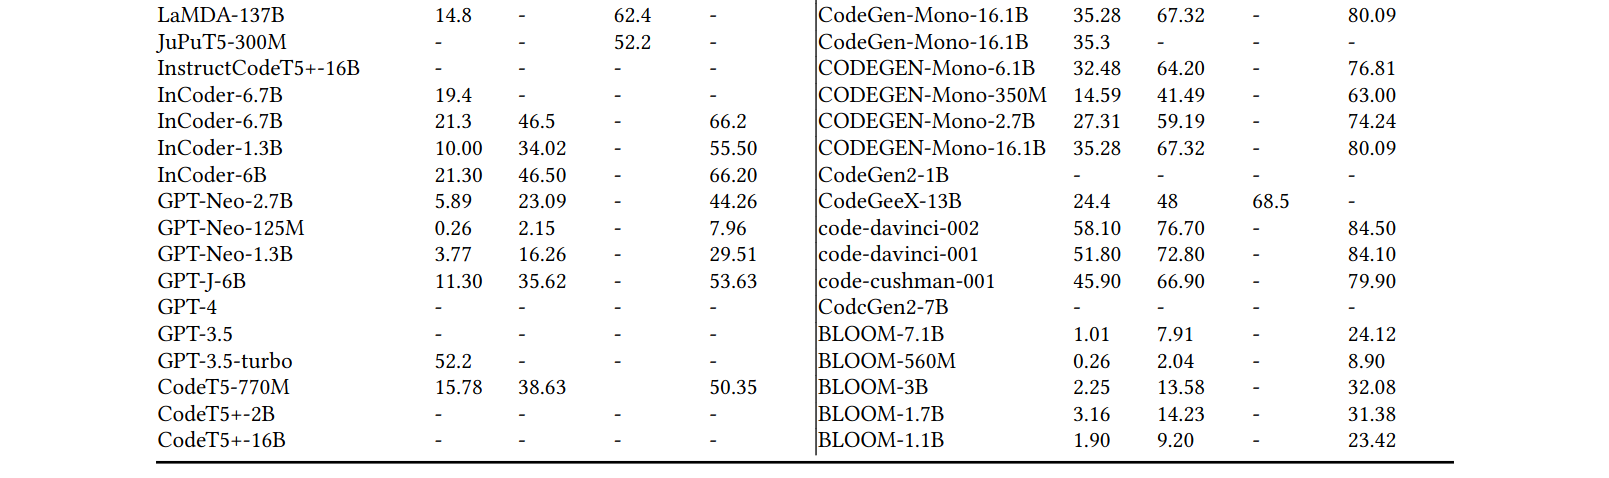 LaMDA-137B 14.8 - 62.4 - CodeGen-Mono-16.1B 35.28 67.32 - 80.09
JuPuT5-300M - - 52.2 - CodeGen-Mono-16.1B 35.3 - - -
InstructCodeT5+-16B - - - - CODEGEN-Mono-6.1B 32.48 64.20 - 76.81
InCoder-6.7B 19.4 - - - CODEGEN-Mono-350M 14.59 41.49 - 63.00
InCoder-6.7B 21.3 46.5 - 66.2 CODEGEN-Mono-2.7B 27.31 59.19 - 74.24
InCoder-1.3B 10.00 34.02 - 55.50 CODEGEN-Mono-16.1B 35.28 67.32 - 80.09
InCoder-6B 21.30 46.50 - 66.20 CodeGen2-1B - - - -
GPT-Neo-2.7B 5.89 23.09 - 44.26 CodeGeeX-13B 24.4 48 68.5 -
GPT-Neo-125M 0.26 2.15 - 7.96 code-davinci-002 58.10 76.70 - 84.50
GPT-Neo-1.3B 3.77 16.26 - 29.51 code-davinci-001 51.80 72.80 - 84.10
GPT-J-6B 11.30 35.62 - 53.63 code-cushman-001 45.90 66.90 - 79.90
GPT-4 - - - - CodcGen2-7B - - - -
GPT-3.5 - - - - BLOOM-7.1B 1.01 7.91 - 24.12
GPT-3.5-turbo 52.2 - - - BLOOM-560M 0.26 2.04 - 8.90
CodeT5-770M 15.78 38.63 - 50.35 BLOOM-3B 2.25 13.58 - 32.08
CodeT5+-2B - - - - BLOOM-1.7B 3.16 14.23 - 31.38
CodeT5+-16B - - - - BLOOM-1.1B 1.90 9.20 - 23.42